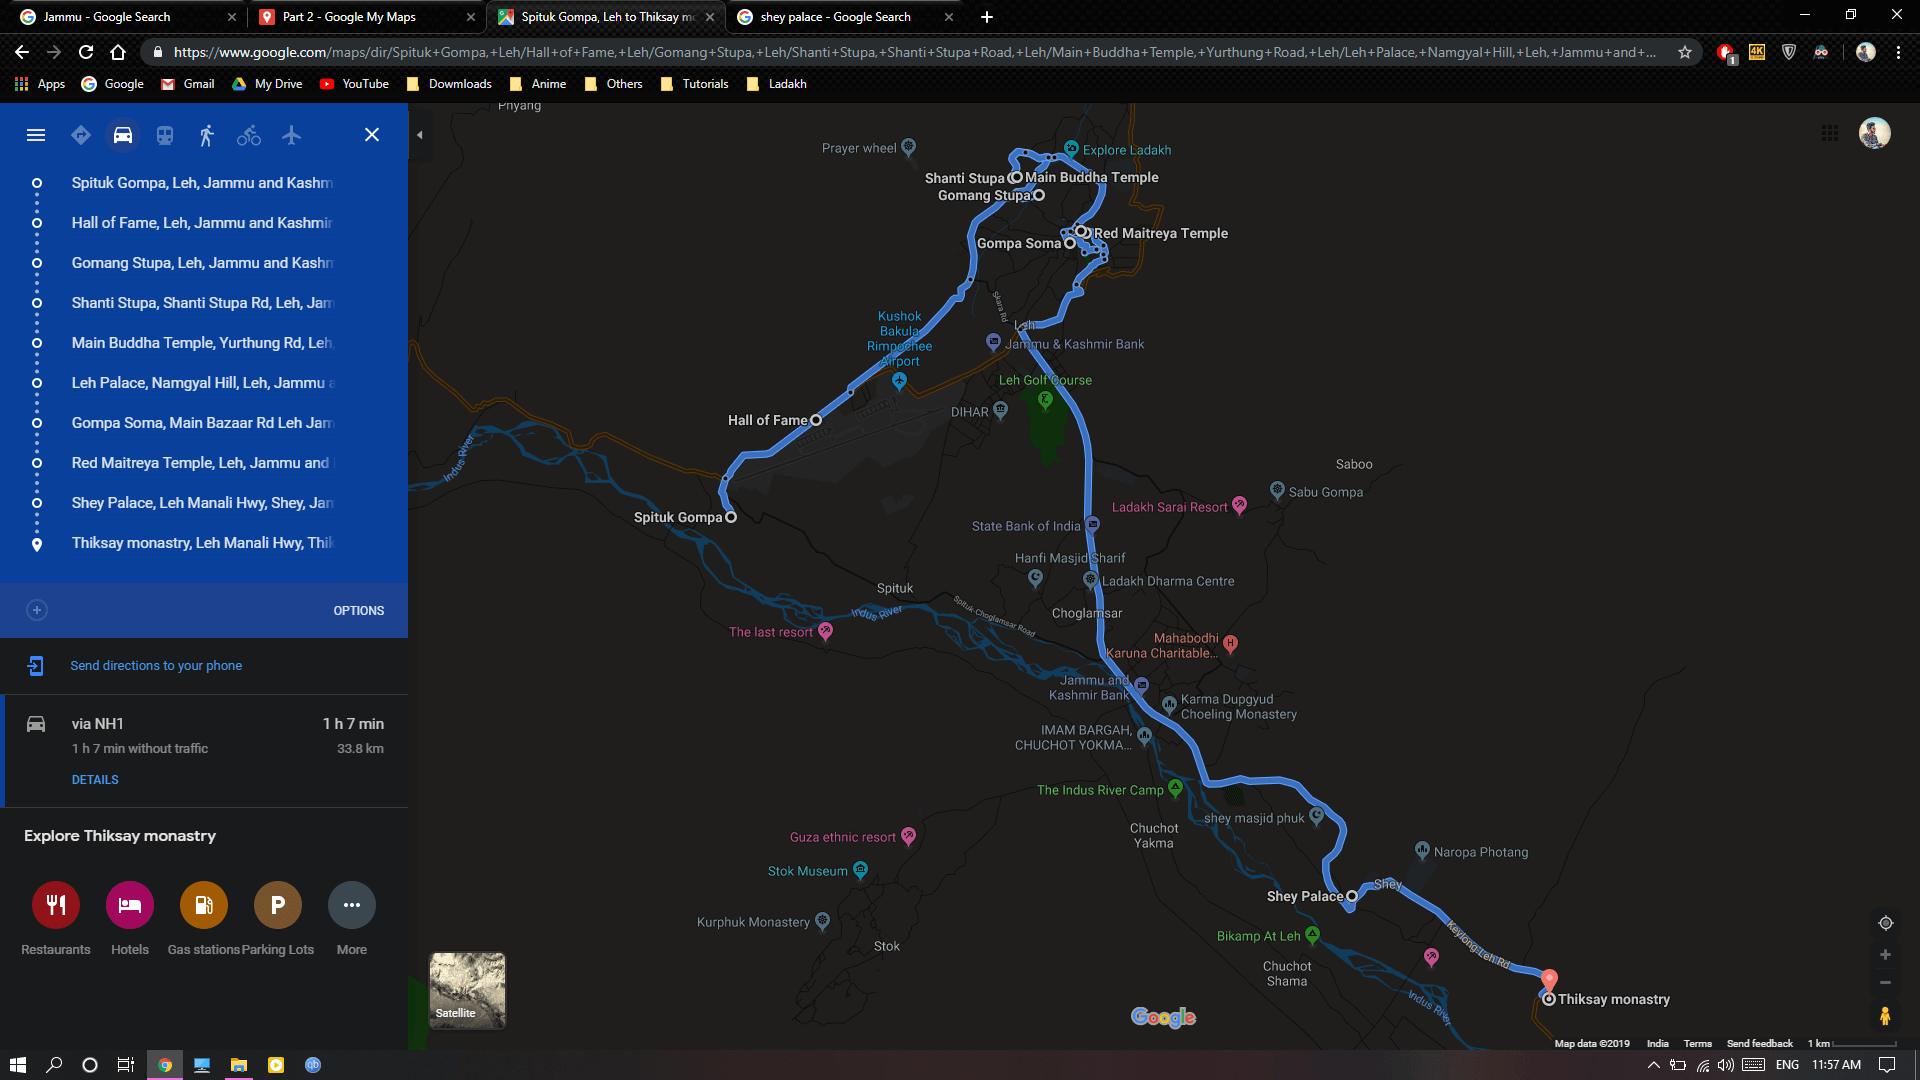 Jammu - Google Search
Part 2 - Google My Maps
Spituk Gompa, Leh to Thiksay mo
shey palace - Google Search
https://www.google.com/maps/dir/Spituk+Gompa,+Leh/Hall+of+Fame,+Leh/Gomang+Stupa,+Leh/Shanti+Stupa,+Shanti+Stupa+Road,+Leh/Main+Buddha+Temple,+Yurthung+Road,+Leh/Leh+Palace,+Namgyal+Hill,+Leh,+Jammu+and+...
1
4K
Apps
Google
Gmail
My Drive
YouTube
Downloads
Anime
Others
Tutorials
Ladakh
Spituk Gompa, Leh, Jammu and Kashm
Hall of Fame, Leh, Jammu and Kashmir
Gomang Stupa, Leh, Jammu and Kashm
Shanti Stupa, Shanti Stupa Rd, Leh, Jam
Main Buddha Temple, Yurthung Rd, Leh,
Leh Palace, Namgyal Hill, Leh, Jammu a
Gompa Soma, Main Bazaar Rd Leh Jam
Red Maitreya Temple, Leh, Jammu and
Shey Palace, Leh Manali Hwy, Shey, Jan
Thiksay monastry, Leh Manali Hwy, Thik
OPTIONS
Send directions to your phone
via NH1
1 h 7 min
1 h 7 min without traffic
33.8 km
DETAILS
Explore Thiksay monastry
Restaurants
Hotels
Gas stations
Parking Lots
More
P
Phyang
Prayer wheel
Explore Ladakh
Shanti Stupa
Main Buddha Temple
Gomang Stupa
Red Maitreya Temple
Gompa Soma
Skara Rd
Kushok
Bakula
Rimpochee
Airport
Leh
Jammu & Kashmir Bank
Leh Golf Course
DIHAR
Hall of Fame
Indus River
Saboo
Sabu Gompa
Ladakh Sarai Resort
Spituk Gompa
State Bank of India
Hanfi Masjid Sharif
Ladakh Dharma Centre
Spituk
Spituk-Choglamsar Road
Indus River
Choglamsar
The last resort
Mahabodhi
Karuna Charitable...
H
Jammu and
Kashmir Bank
Karma Dupgyud
Choeling Monastery
IMAM BARGAH,
CHUCHOT YOKMA...
The Indus River Camp
shey masjid phuk
Chuchot
Yakma
Guza ethnic resort
Naropa Photang
Stok Museum
Shey
Shey Palace
Kurphuk Monastery
Bikamp At Leh
Stok
Keylong-Leh Rd
Chuchot
Shama
Indus River
Thiksay monastry
Satellite
Google
Map data ©2019
India
Terms
Send feedback
1 km
qb
ENG
11:57 AM